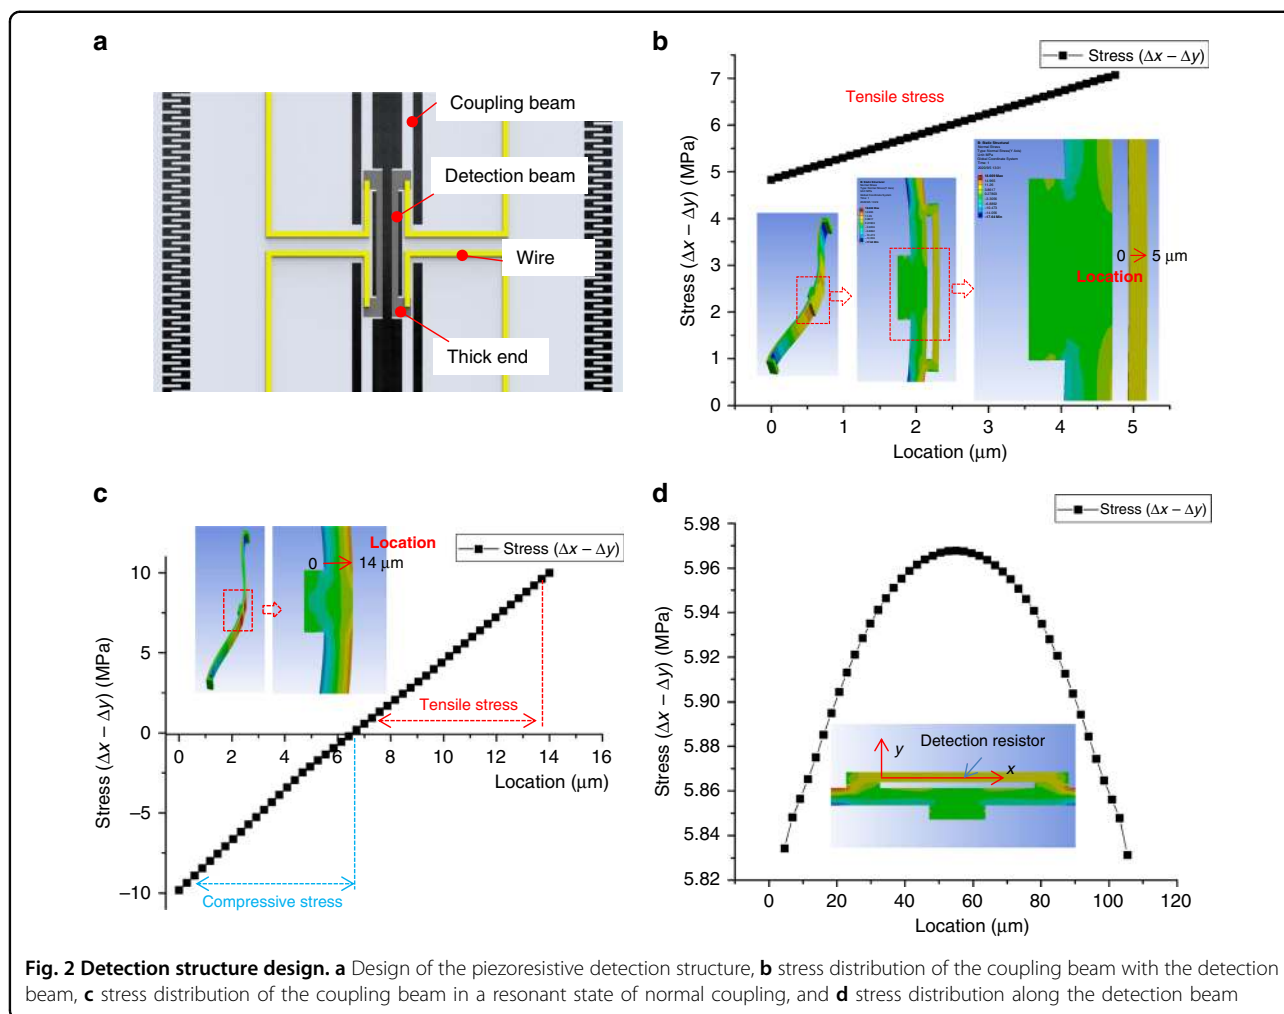 a
Coupling beam
Detection beam
Wire
Thick end
b
Stress (Δx – Δy)
Tensile stress
Stress (Δx – Δy) (MPa)
7
6
5
4
3
2
1
0
0 1 2 3 4 5
Location (μm)
0 5 μm
Location
c
Location
0 14 μm
Stress (Δx – Δy)
Stress (Δx – Δy) (MPa)
10
5
0
–5
–10
0 2 4 6 8 10 12 14 16
Tensile stress
Location (μm)
Compressive stress
d
Stress (Δx – Δy)
Stress (Δx – Δy) (MPa)
5.98
5.96
5.94
5.92
5.90
5.88
5.86
5.84
5.82
y
Detection resistor
x
0 20 40 60 80 100 120
Location (μm)
Fig. 2 Detection structure design. a Design of the piezoresistive detection structure, b stress distribution of the coupling beam with the detection
beam, c stress distribution of the coupling beam in a resonant state of normal coupling, and d stress distribution along the detection beam